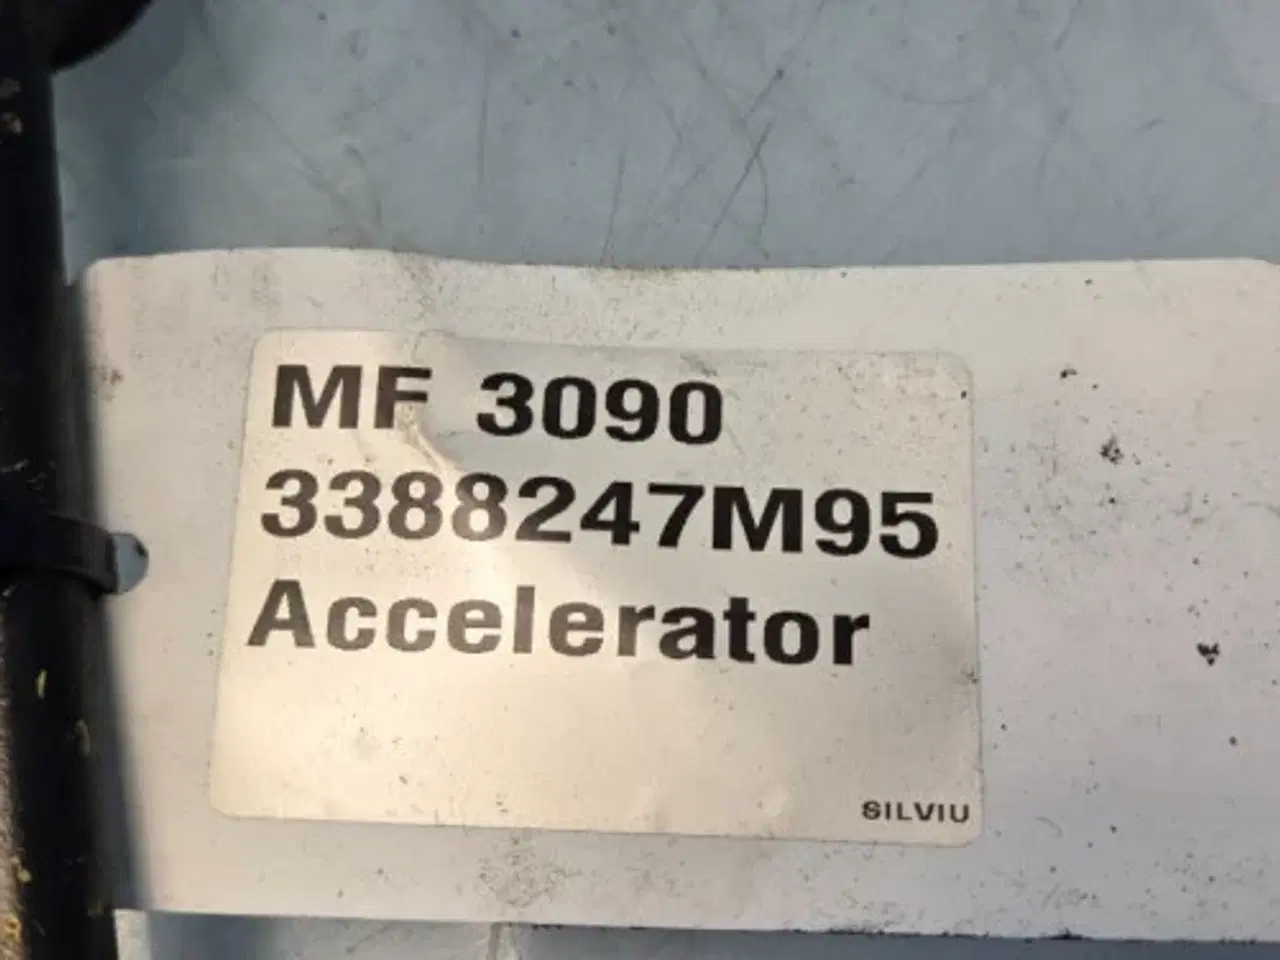 MF 3090
3388247M95
Accelerator
SILVIU